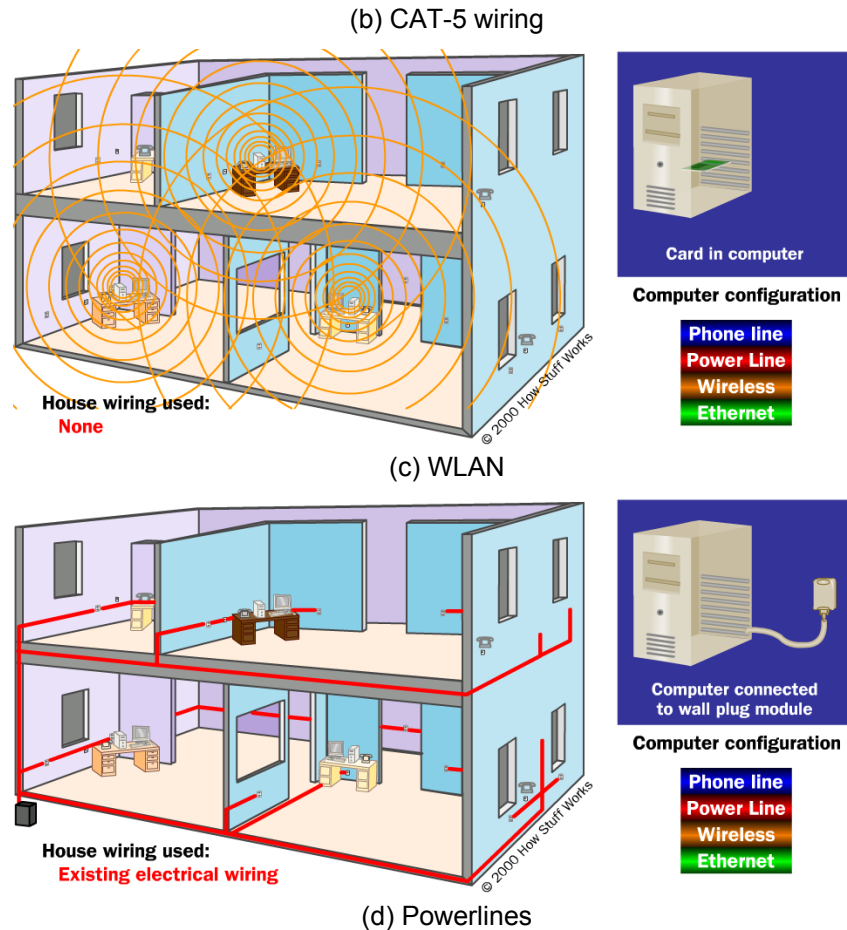 (b) CAT-5 wiring
Card in computer
Computer configuration
Phone line
Power Line
Wireless
Ethernet
House wiring used:
None
© 2000 How Stuff Works
(c) WLAN
Computer connected
to wall plug module
Computer configuration
Phone line
Power Line
Wireless
Ethernet
House wiring used:
Existing electrical wiring
© 2000 How Stuff Works
(d) Powerlines